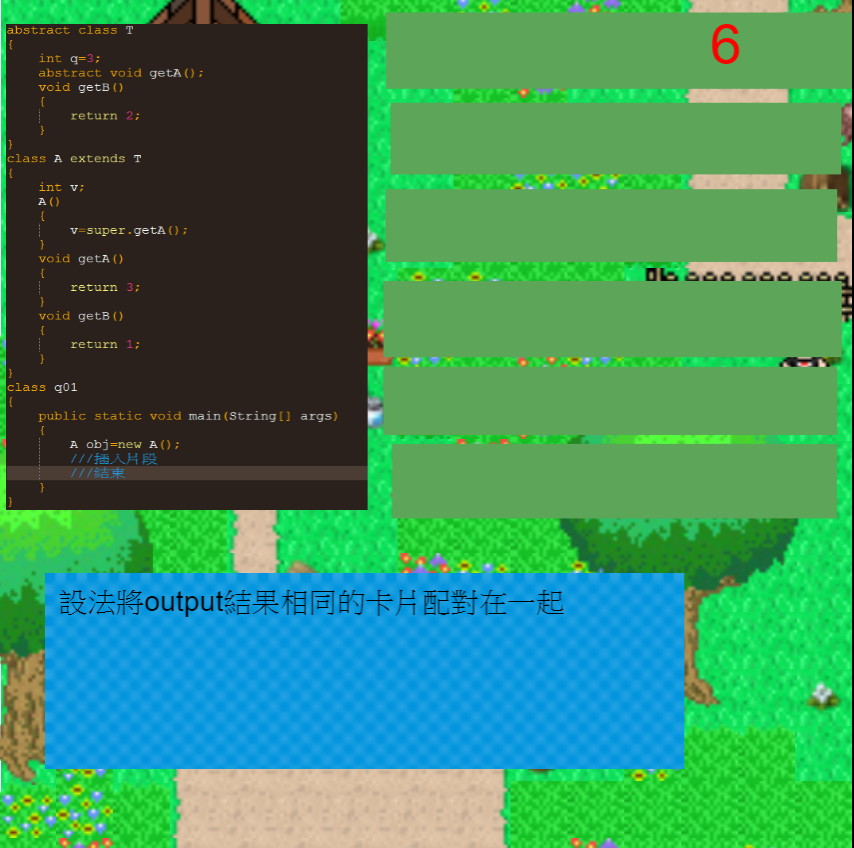 abstract class T
{
int q=3;
abstract void getA();
void getB()
{
return 2;
}
}
class A extends T
{
int v;
A()
{
v=super.getA();
}
void getA()
{
return 3;
}
void getB()
{
return 1;
}
}
class q01
{
public static void main(String[] args)
{
A obj=new A();
///插入片段
///結束
}
}
6
設法將output結果相同的卡片配對在一起